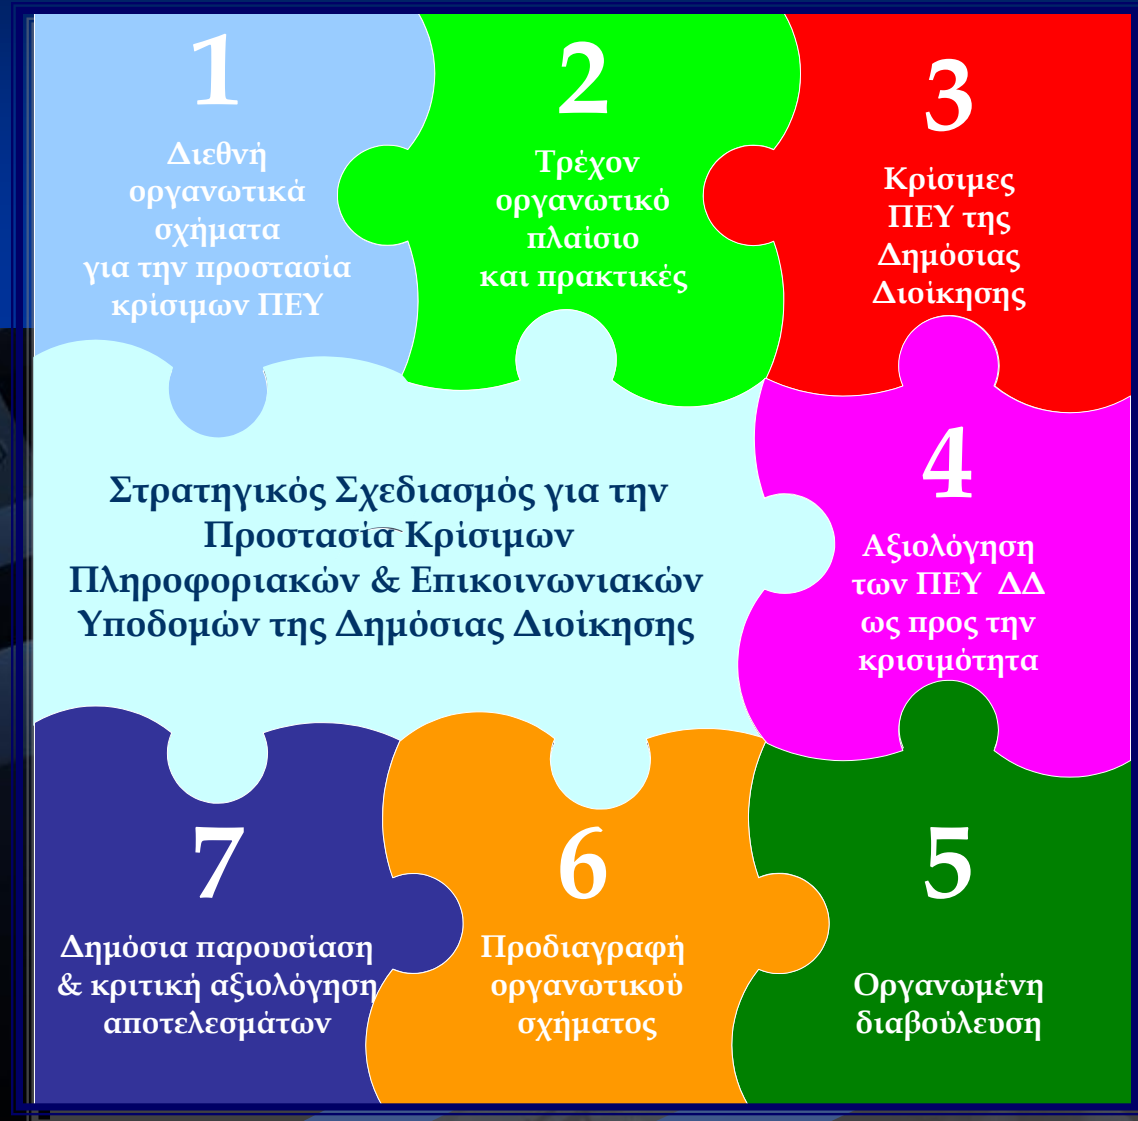 1
Διεθνή
οργανωτικά
σχήματα
για την προστασία
κρίσιμων ΠΕΥ
2
Τρέχον
οργανωτικό
πλαίσιο
και πρακτικές
3
Κρίσιμες
ΠΕΥ της
Δημόσιας
Διοίκησης
Στρατηγικός Σχεδιασμός για την
Προστασία Κρίσιμων
Πληροφοριακών & Επικοινωνιακών
Υποδομών της Δημόσιας Διοίκησης
4
Αξιολόγηση
των ΠΕΥ ΔΔ
ως προς την
κρισιμότητα
7
Δημόσια παρουσίαση
& κριτική αξιολόγηση
αποτελεσμάτων
6
Προδιαγραφή
οργανωτικού
σχήματος
5
Οργανωμένη
διαβούλευση